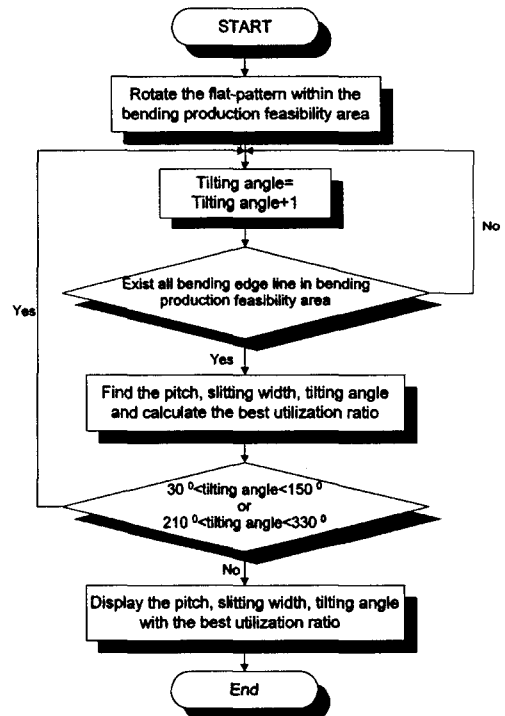 START
Rotate the flat-pattern within the
bending production feasibility area
Tilting angle=
Tilting angle+1
No
Exist all bending edge line in bending
production feasibility area
Yes
Yes
Find the pitch, slitting width, tilting angle
and calculate the best utilization ratio
30 ⁰<tilting angle<150 ⁰
or
210 ⁰<tilting angle<330 ⁰
No
Display the pitch, slitting width, tilting angle
with the best utilization ratio
End